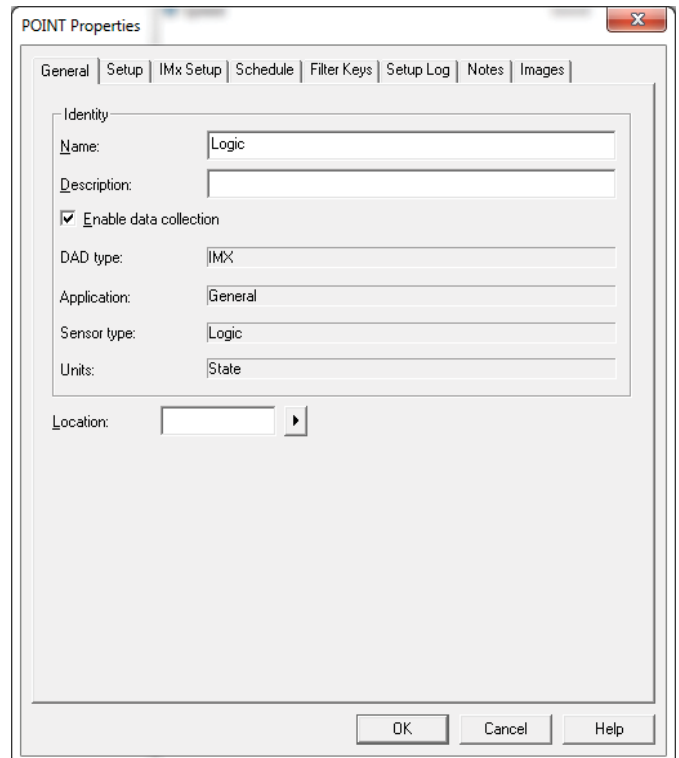 POINT Properties
General Setup IMx Setup Schedule Filter Keys Setup Log Notes Images
Identity
Name: Logic
Description:
Enable data collection
DAD type: IMX
Application: General
Sensor type: Logic
Units: State
Location:
OK Cancel Help